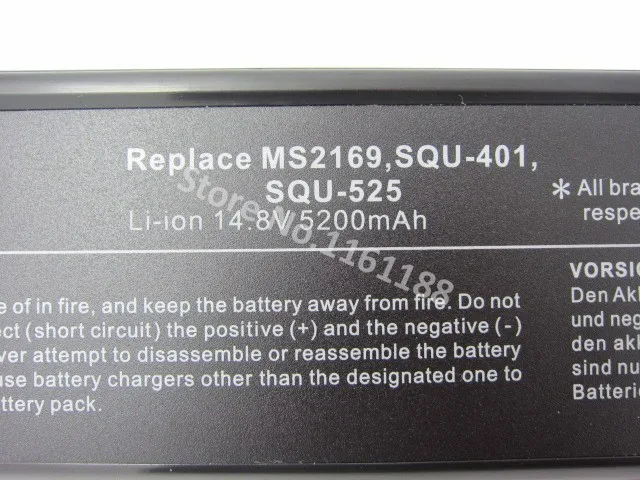 Replace MS2169,SQU-401,
SQU-525
Li-ion 14.8V 5200mAh
* All bra
respe
Store No.1161188
e of in fire, and keep the battery away from fire. Do not
ect (short circuit) the positive (+) and the negative (-)
ver attempt to disassemble or reassemble the battery
use battery chargers other than the designated one to
ttery pack.
VORSIC
Den Akk
und neg
den akk
sind nu
Batterie